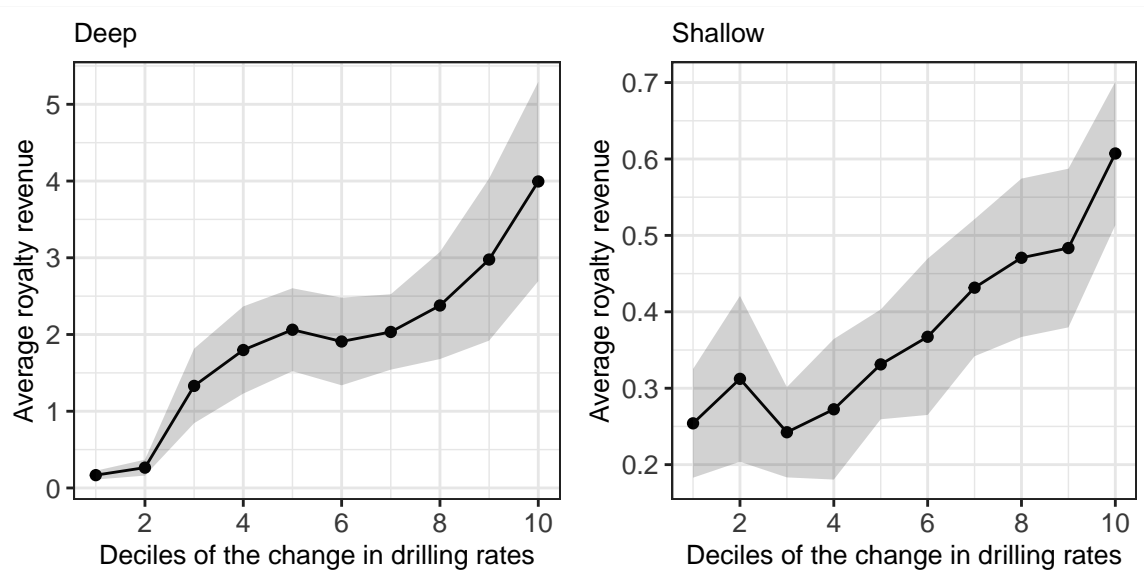 Deep
Average royalty revenue
5
4
3
2
1
0
2 4 6 8 10
Deciles of the change in drilling rates
Shallow
Average royalty revenue
0.7
0.6
0.5
0.4
0.3
0.2
2 4 6 8 10
Deciles of the change in drilling rates